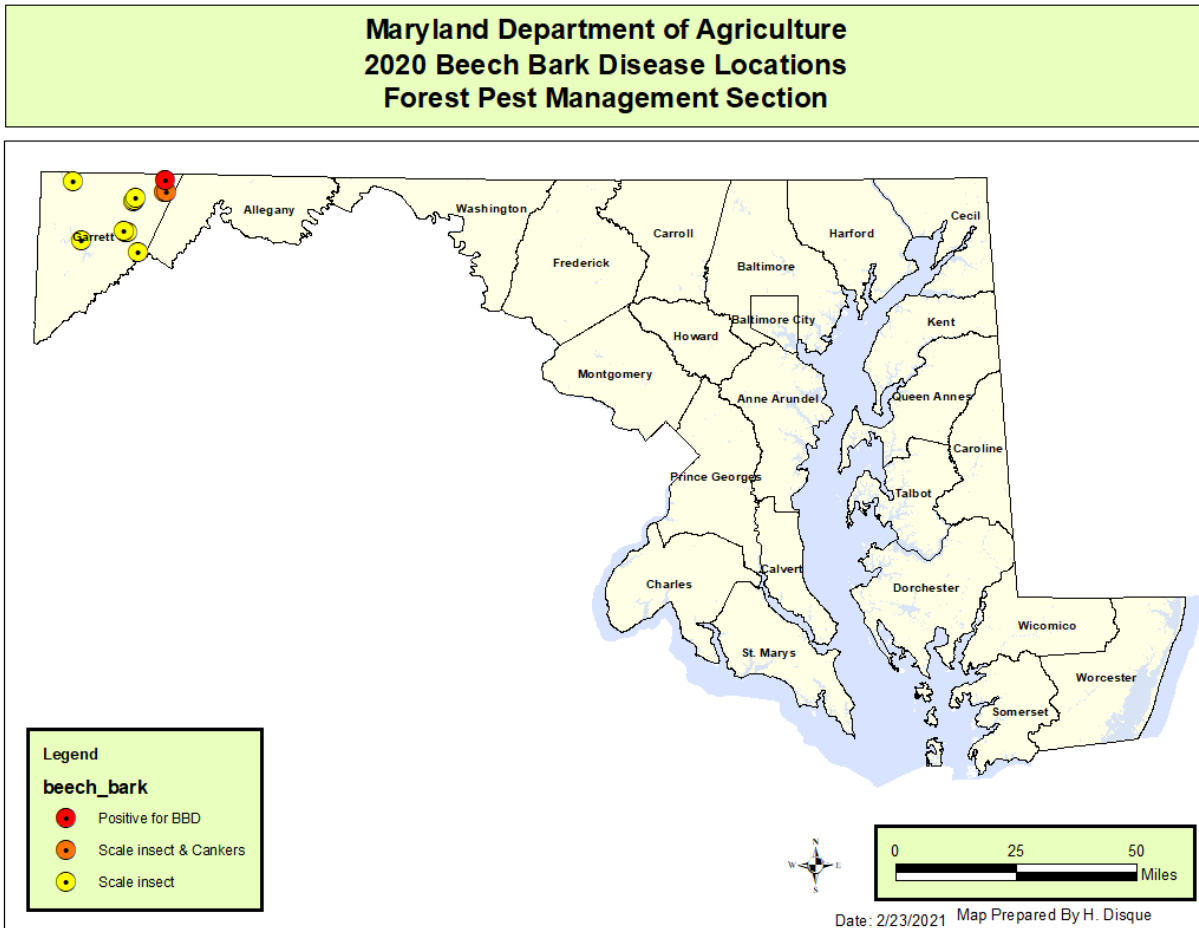 Maryland Department of Agriculture
2020 Beech Bark Disease Locations
Forest Pest Management Section
Garrett
Allegany
Washington
Frederick
Carroll
Baltimore
Harford
Cecil
Baltimore City
Howard
Kent
Montgomery
Anne Arundel
Queen Annes
Caroline
Prince Georges
Talbot
Calvert
Charles
Dorchester
St. Marys
Wicomico
Worcester
Somerset
Legend
beech_bark
Positive for BBD
Scale insect & Cankers
Scale insect
N
W E
S
0 25 50
Miles
Date: 2/23/2021 Map Prepared By H. Disque